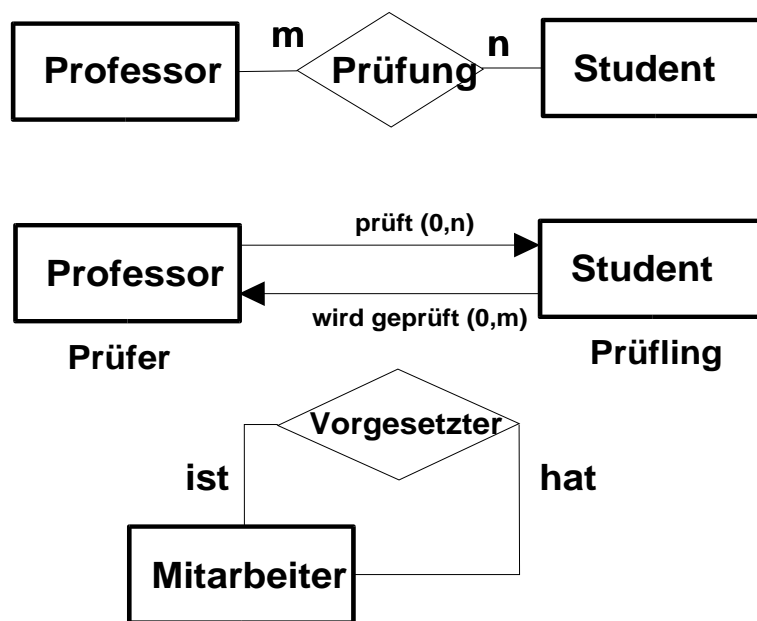 m
n
Professor
Prüfung
Student
prüft (0,n)
Professor
Student
wird geprüft (0,m)
Prüfer
Prüfling
Vorgesetzter
ist
hat
Mitarbeiter